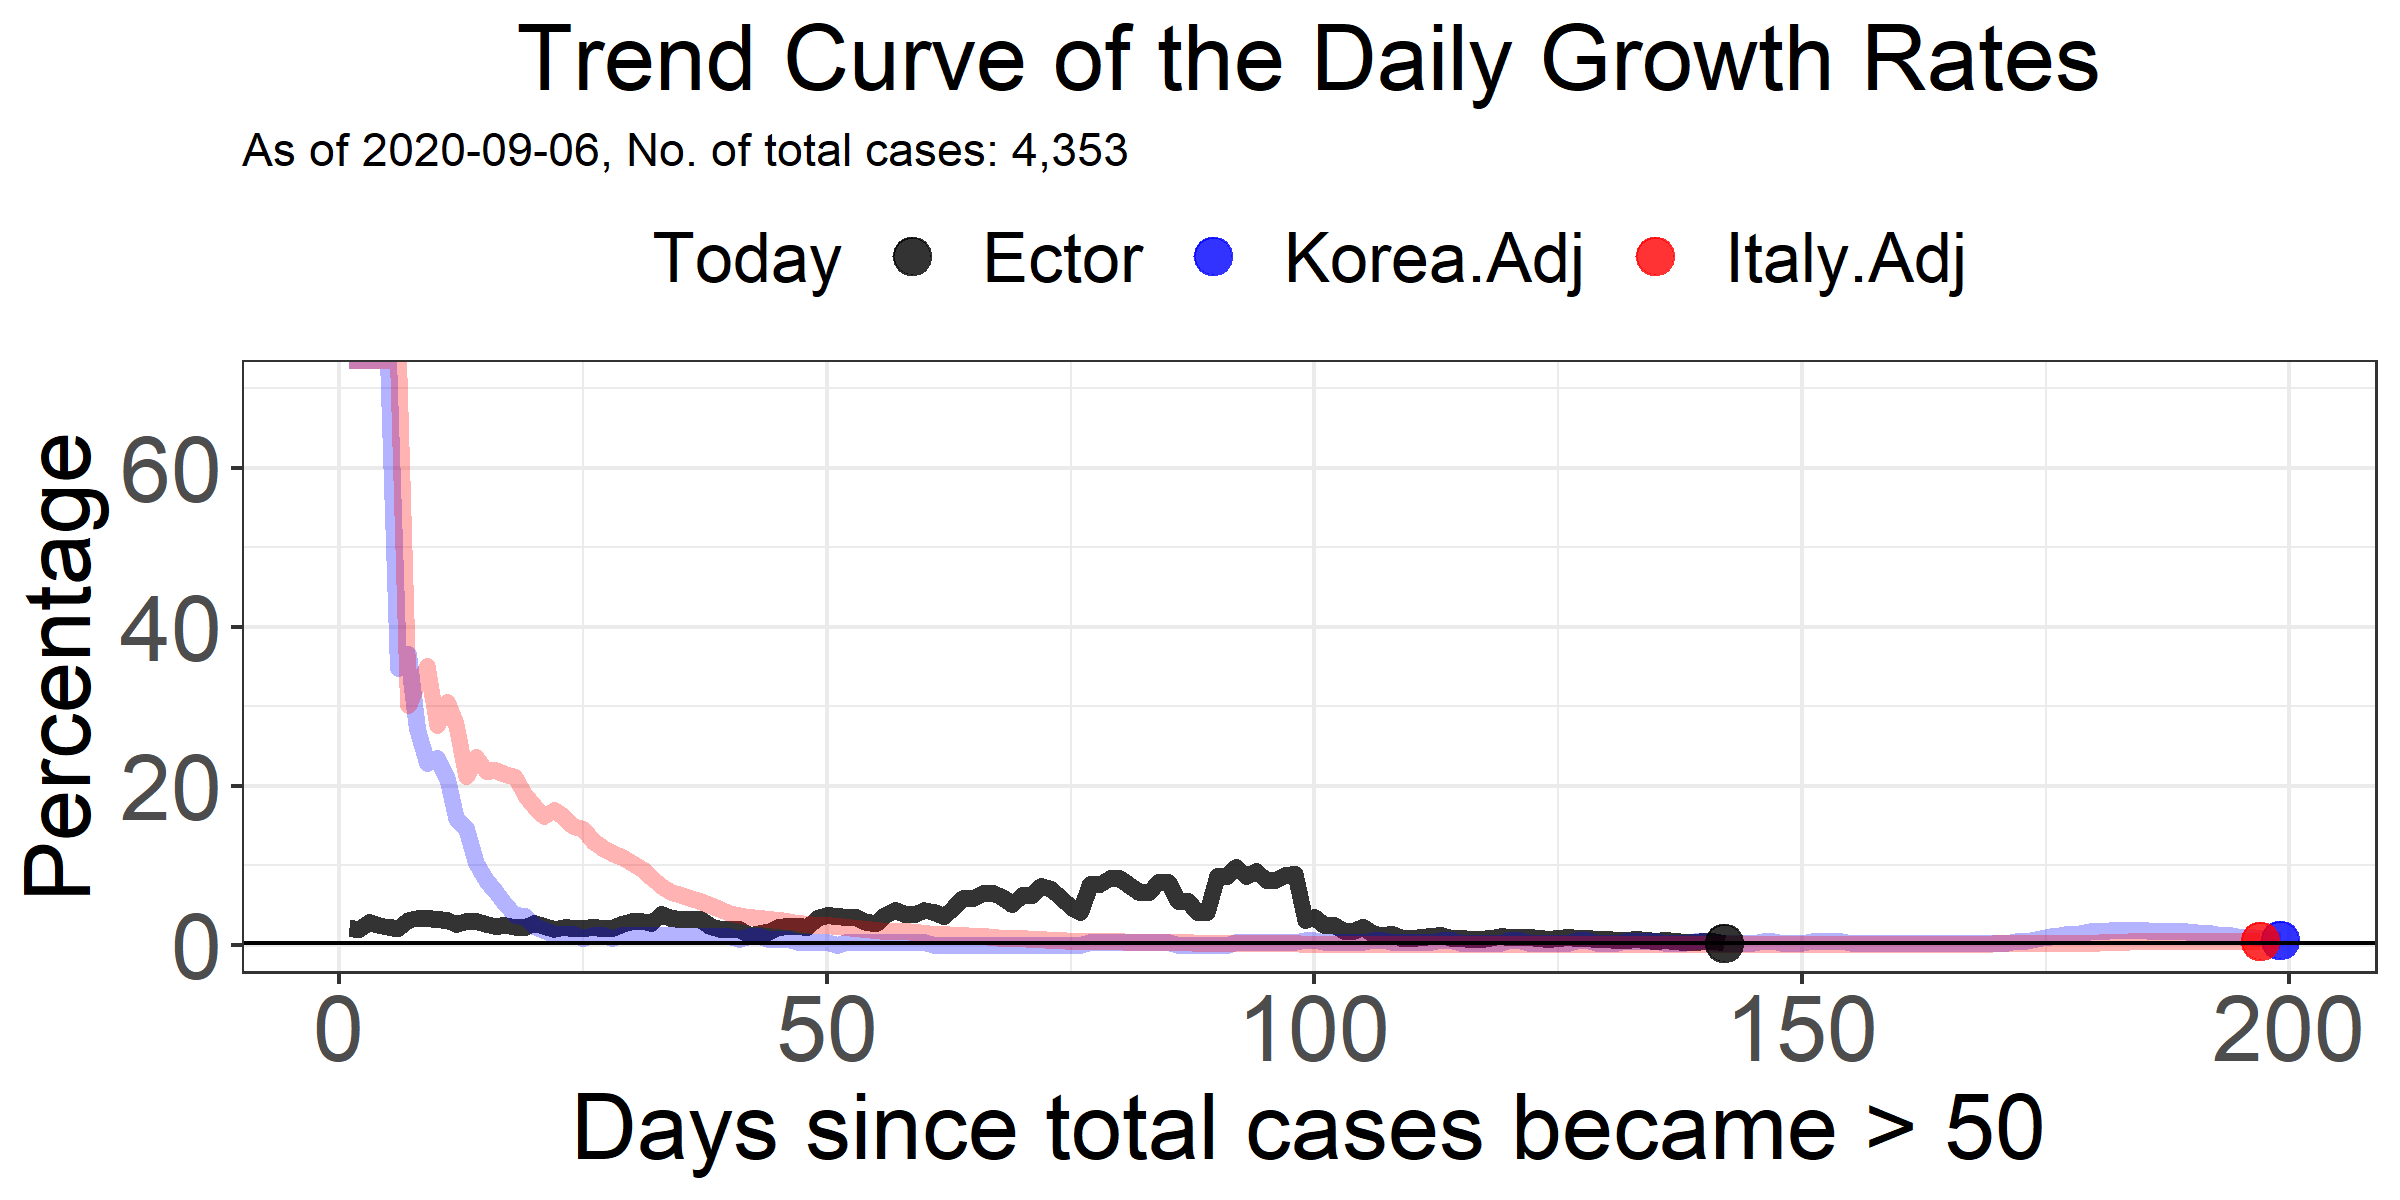 Trend Curve of the Daily Growth Rates
As of 2020-09-06, No. of total cases: 4,353
Today Ector Korea.Adj Italy.Adj
Percentage
60
40
20
0
0 50 100 150 200
Days since total cases became > 50